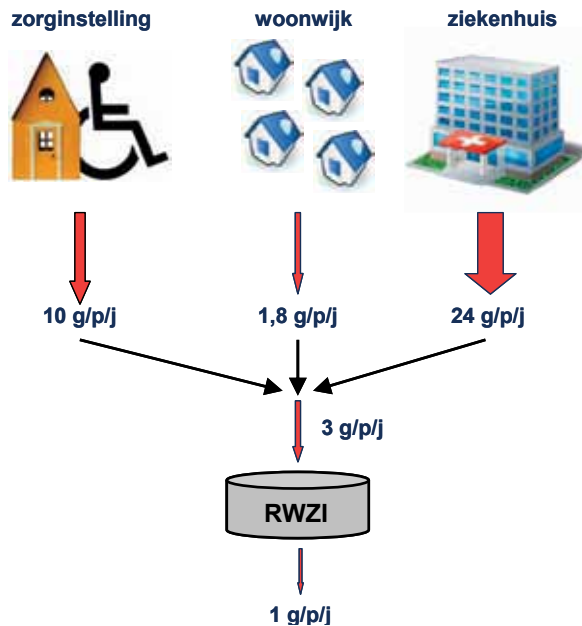 zorginstelling woonwijk ziekenhuis
10 g/p/j 1,8 g/p/j 24 g/p/j
3 g/p/j
RWZI
1 g/p/j